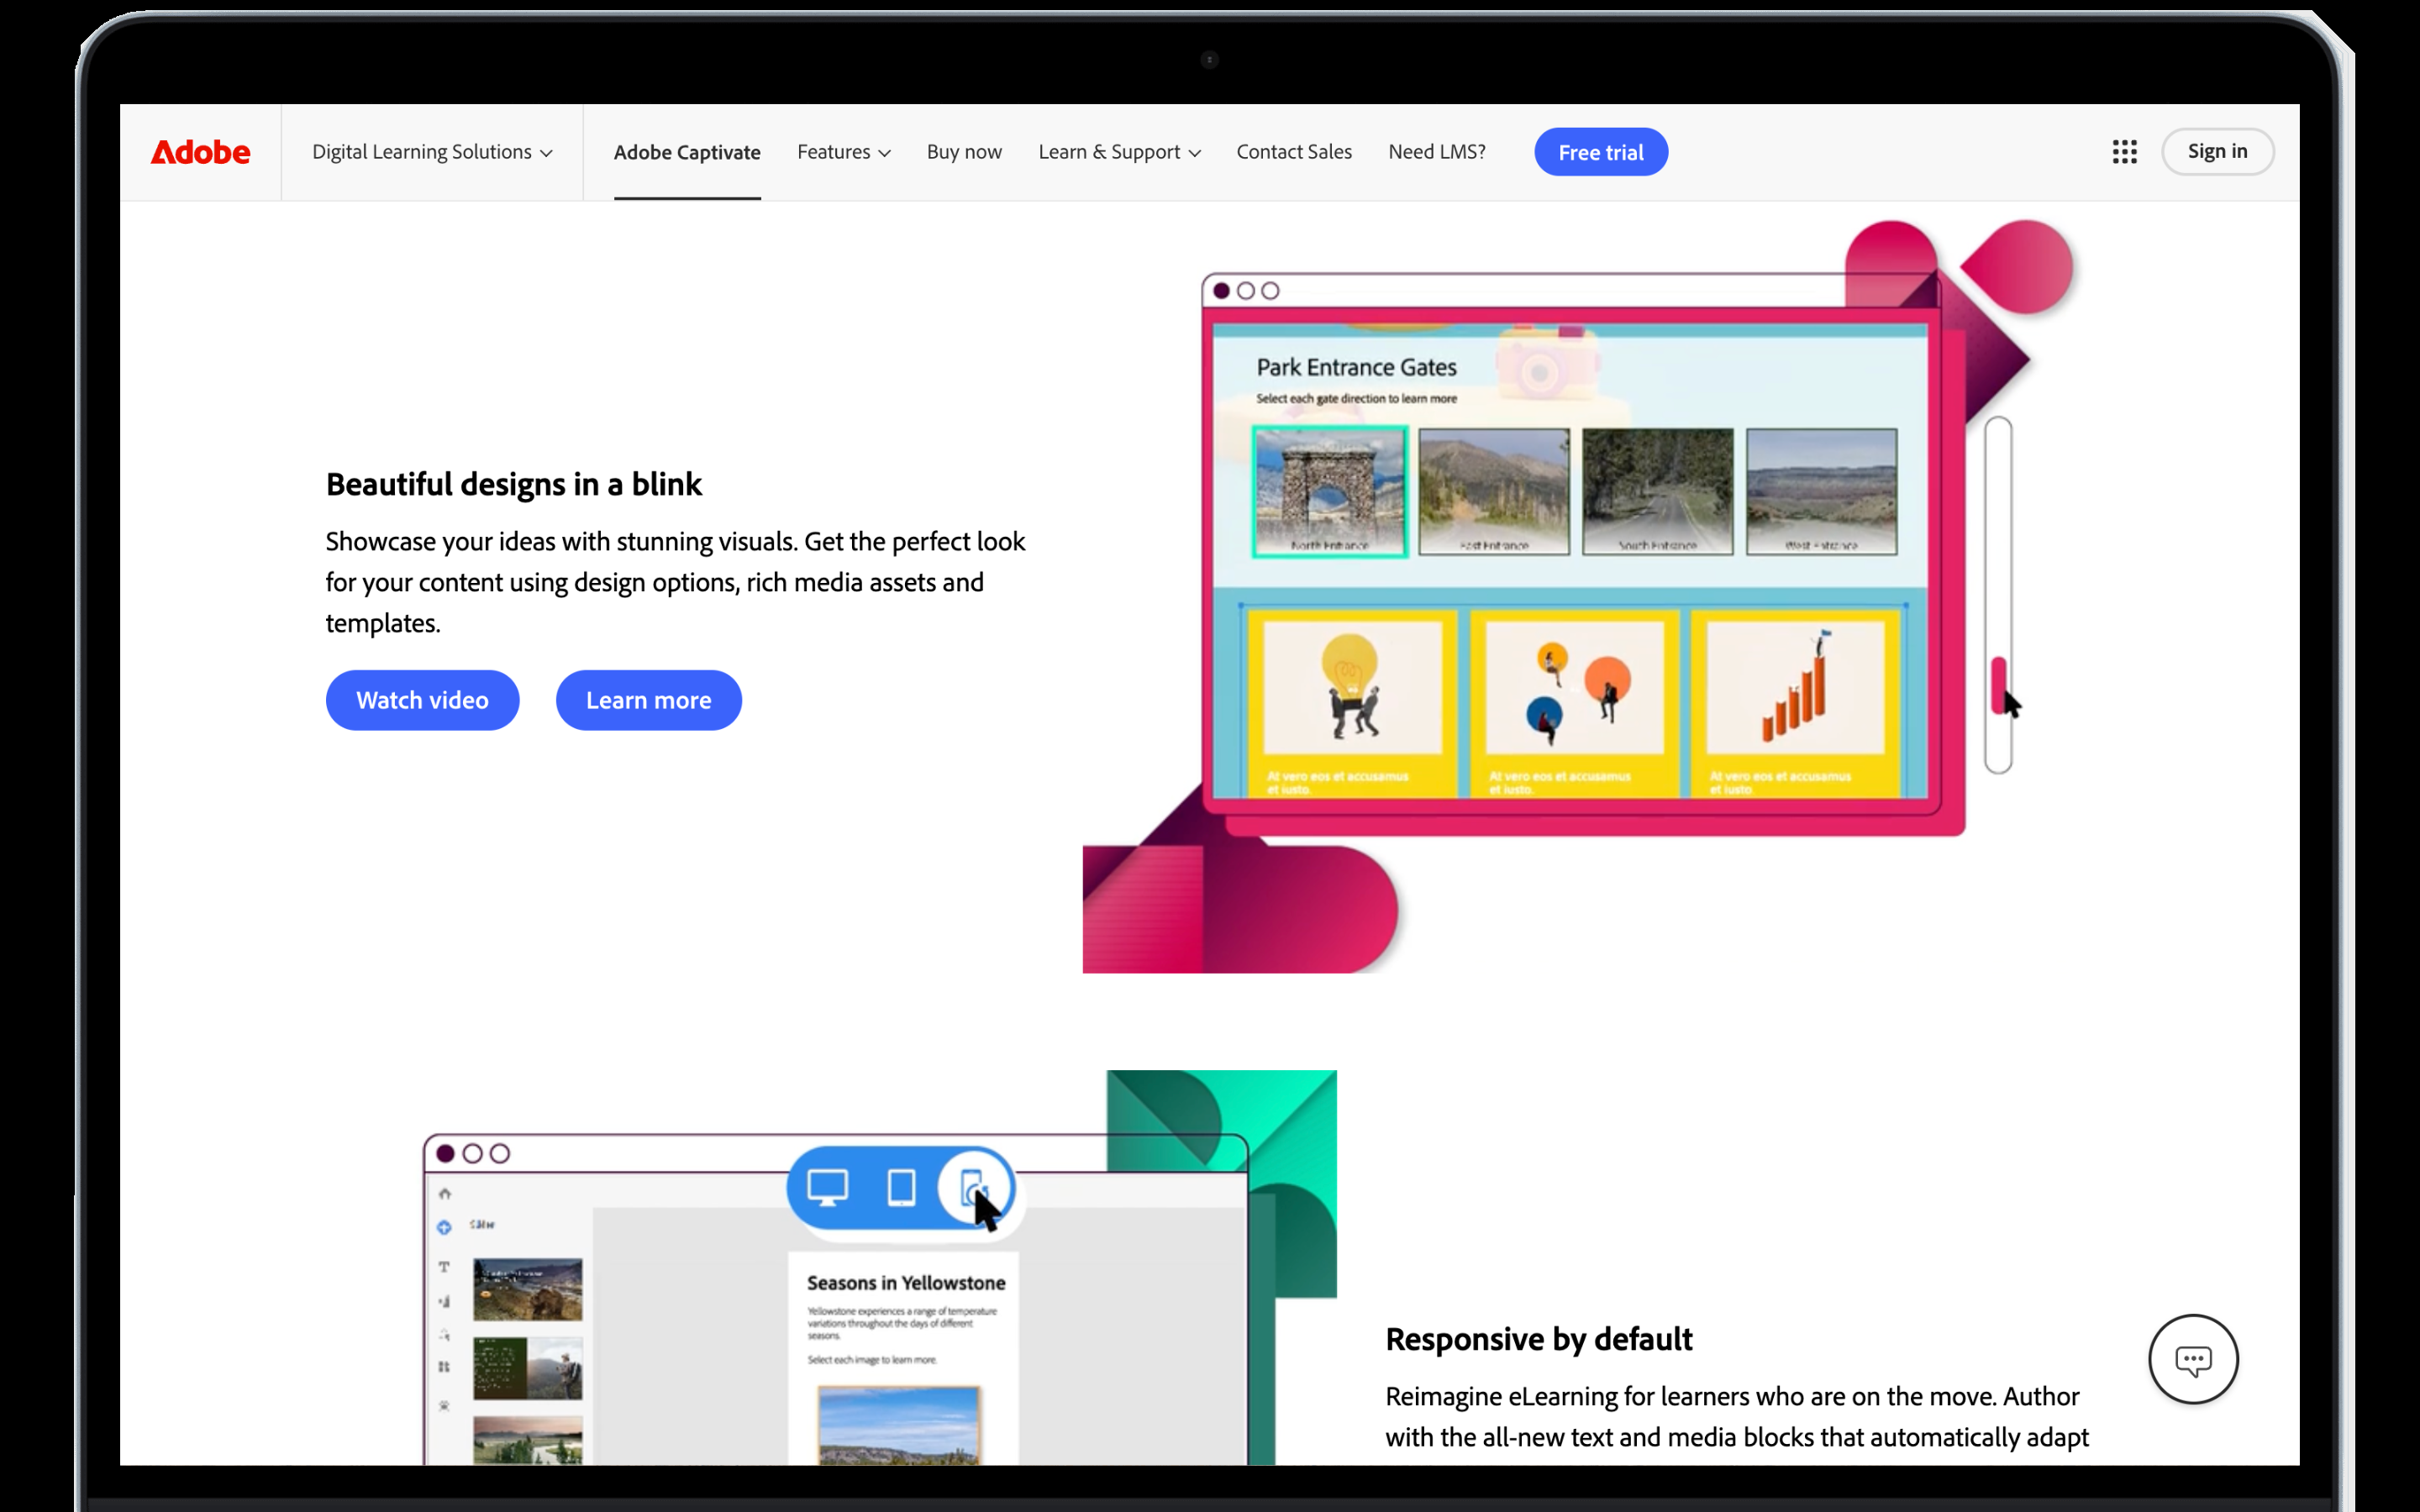 Adobe
Digital Learning Solutions
Adobe Captivate
Features
Buy now
Learn & Support
Contact Sales
Need LMS?
Free trial
Sign in
Beautiful designs in a blink
Showcase your ideas with stunning visuals. Get the perfect look
for your content using design options, rich media assets and
templates.
Watch video
Learn more
Park Entrance Gates
Select each gate direction to learn more
North Entrance
East Entrance
South Entrance
West Entrance
At vero eos et accusamus
et iusto.
At vero eos et accusamus
et iusto.
At vero eos et accusamus
et iusto.
Seasons in Yellowstone
Yellowstone experiences a range of temperature
variations throughout the days of different
seasons.
Select each image to learn more.
Responsive by default
Reimagine eLearning for learners who are on the move. Author
with the all-new text and media blocks that automatically adapt